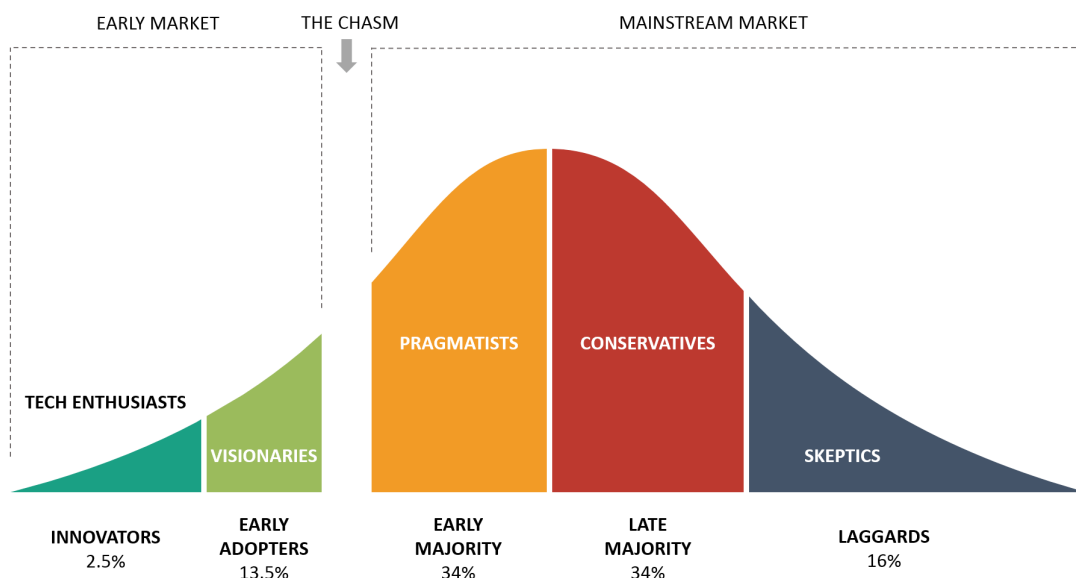 EARLY MARKET
THE CHASM
MAINSTREAM MARKET
PRAGMATISTS
CONSERVATIVES
TECH ENTHUSIASTS
VISIONARIES
SKEPTICS
INNOVATORS
2.5%
EARLY
ADOPTERS
13.5%
EARLY
MAJORITY
34%
LATE
MAJORITY
34%
LAGGARDS
16%